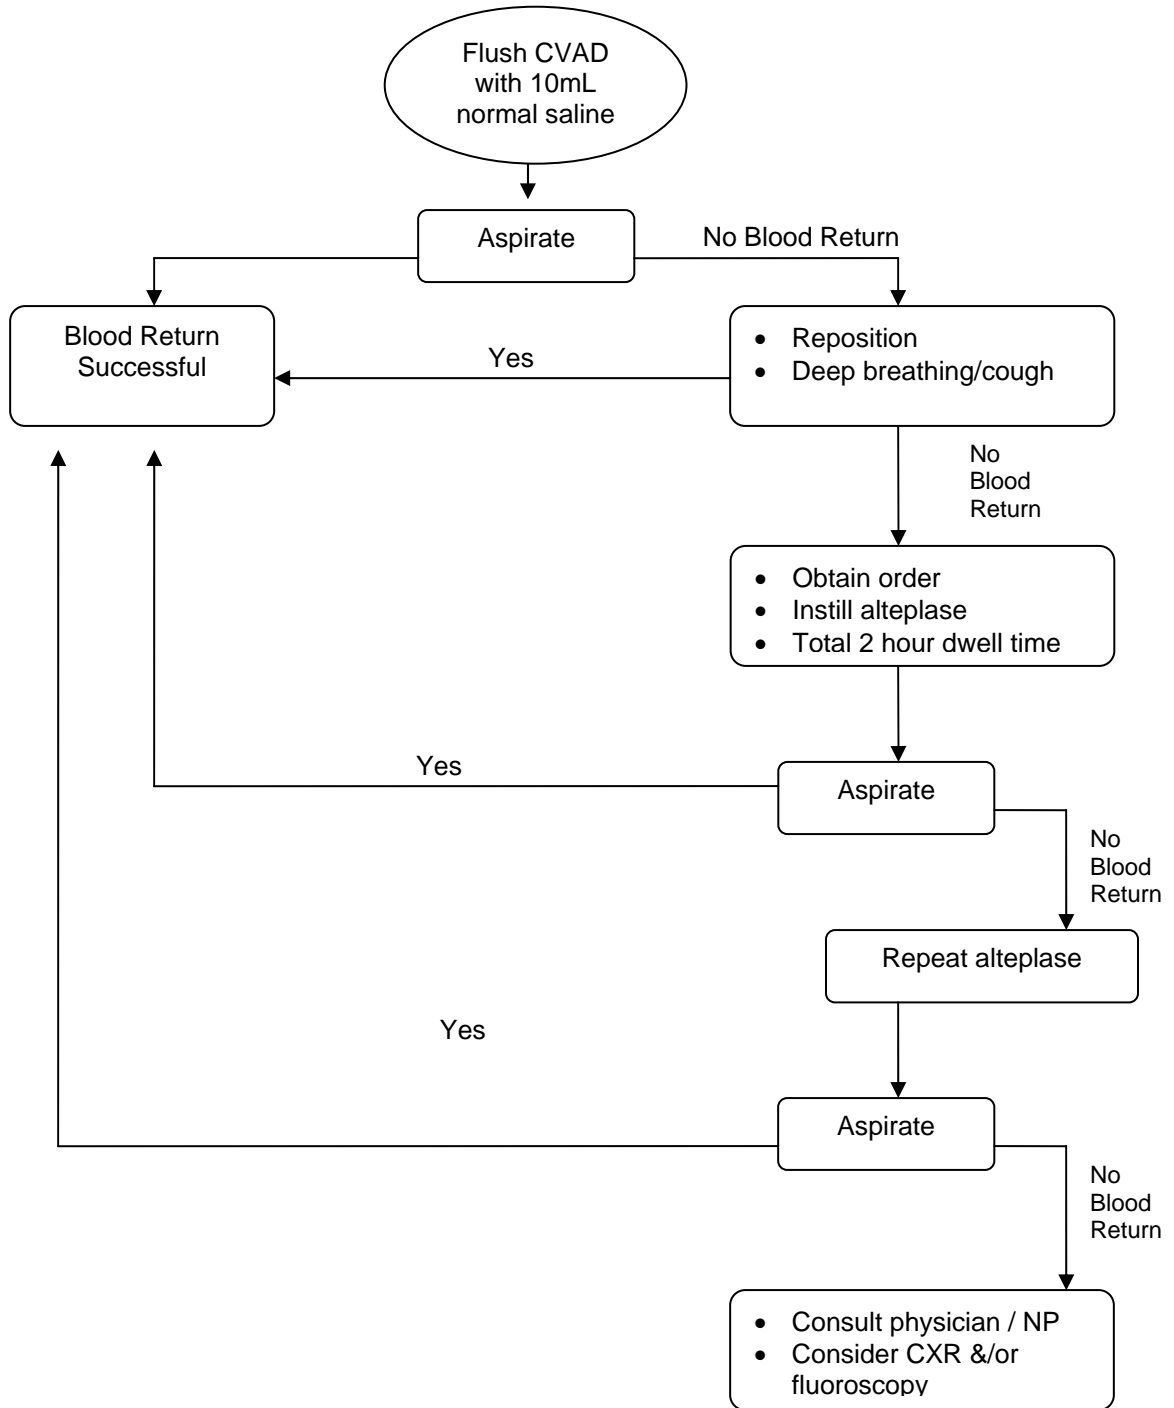 Flush CVAD
with 10mL
normal saline
Aspirate
No Blood Return
Blood Return
Successful
Yes
• Reposition
• Deep breathing/cough
No
Blood
Return
• Obtain order
• Instill alteplase
• Total 2 hour dwell time
Yes
Aspirate
No
Blood
Return
Repeat alteplase
Yes
Aspirate
No
Blood
Return
• Consult physician / NP
• Consider CXR &/or
fluoroscopy